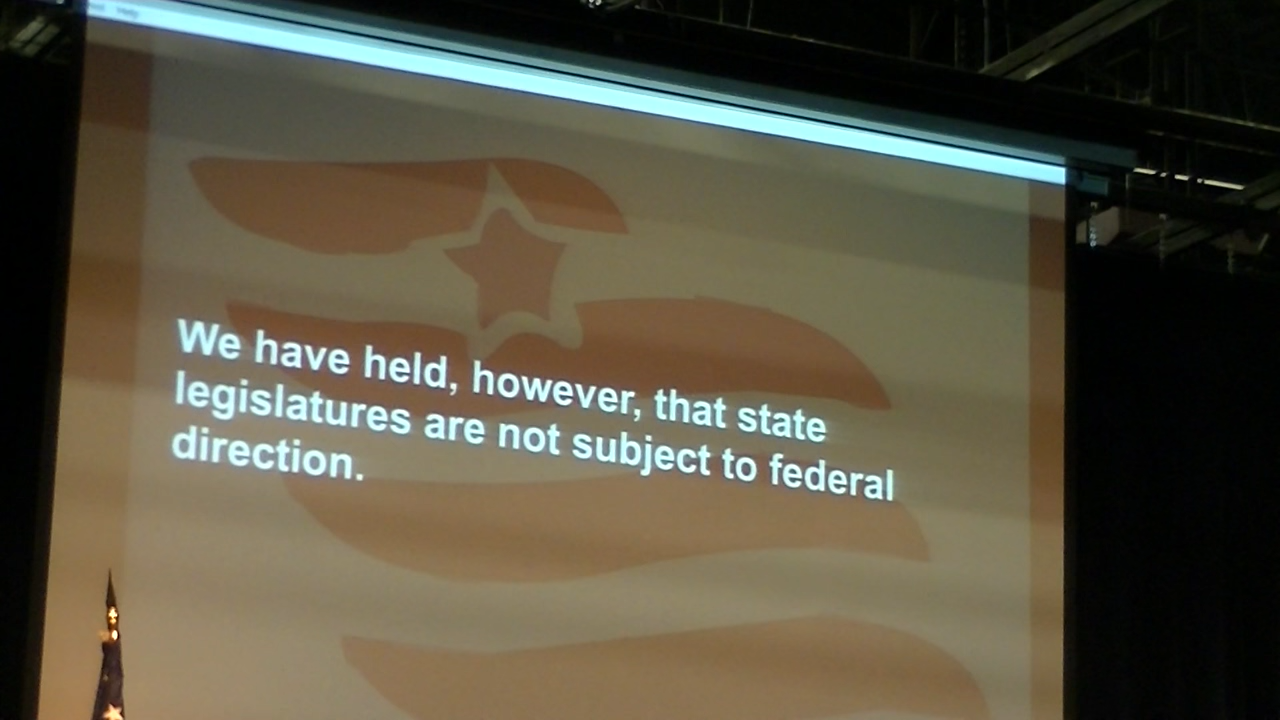 We have held, however, that state
legislatures are not subject to federal
direction.